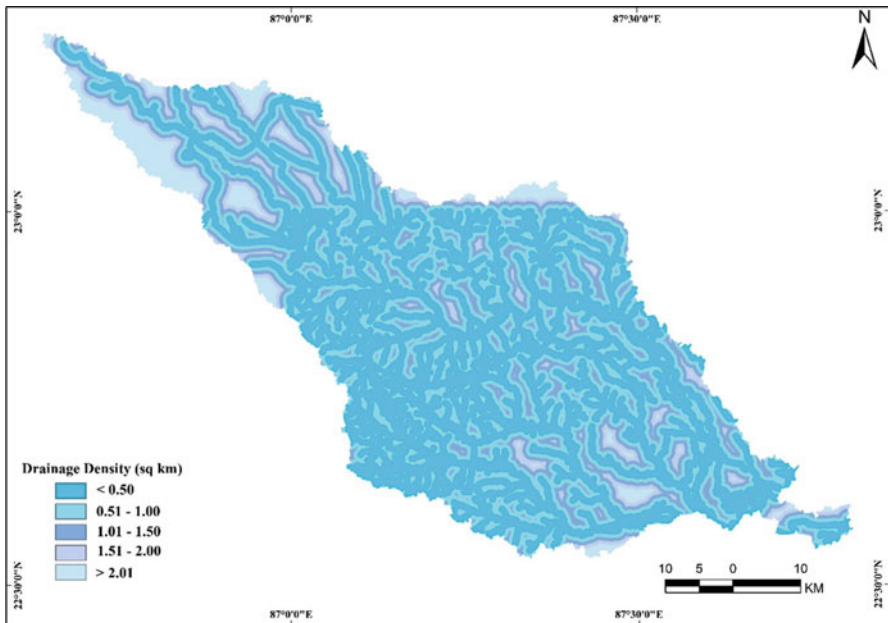 87°0'0"E
87°30'0"E
N
23°0'0"N
23°0'0"N
Drainage Density (sq km)
< 0.50
0.51 - 1.00
1.01 - 1.50
1.51 - 2.00
> 2.01
10 5 0 10
KM
22°30'0"N
22°30'0"N
87°0'0"E
87°30'0"E